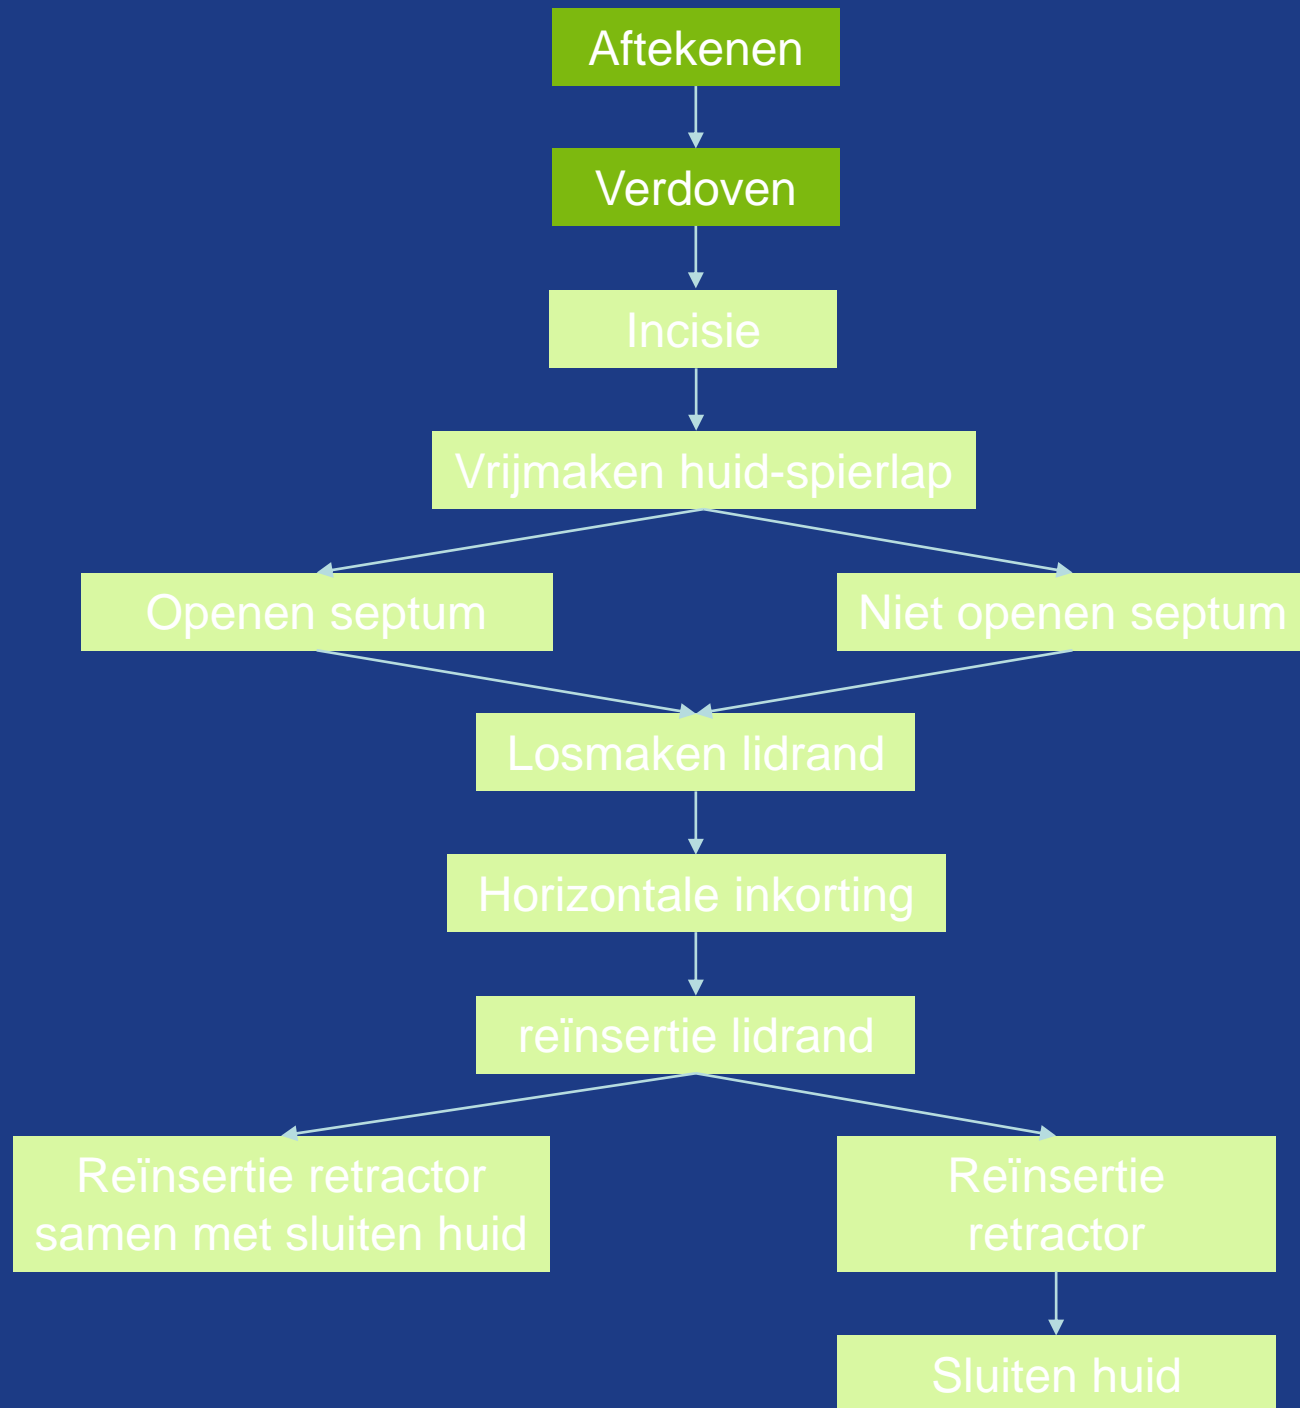 Aftekenen
Verdoven
Incisie
Vrijmaken huid-spierlap
Openen septum
Niet openen septum
Losmaken lidrand
Horizontale inkorting
reïnsertie lidrand
Reïnsertie retractor
samen met sluiten huid
Reïnsertie
retractor
Sluiten huid